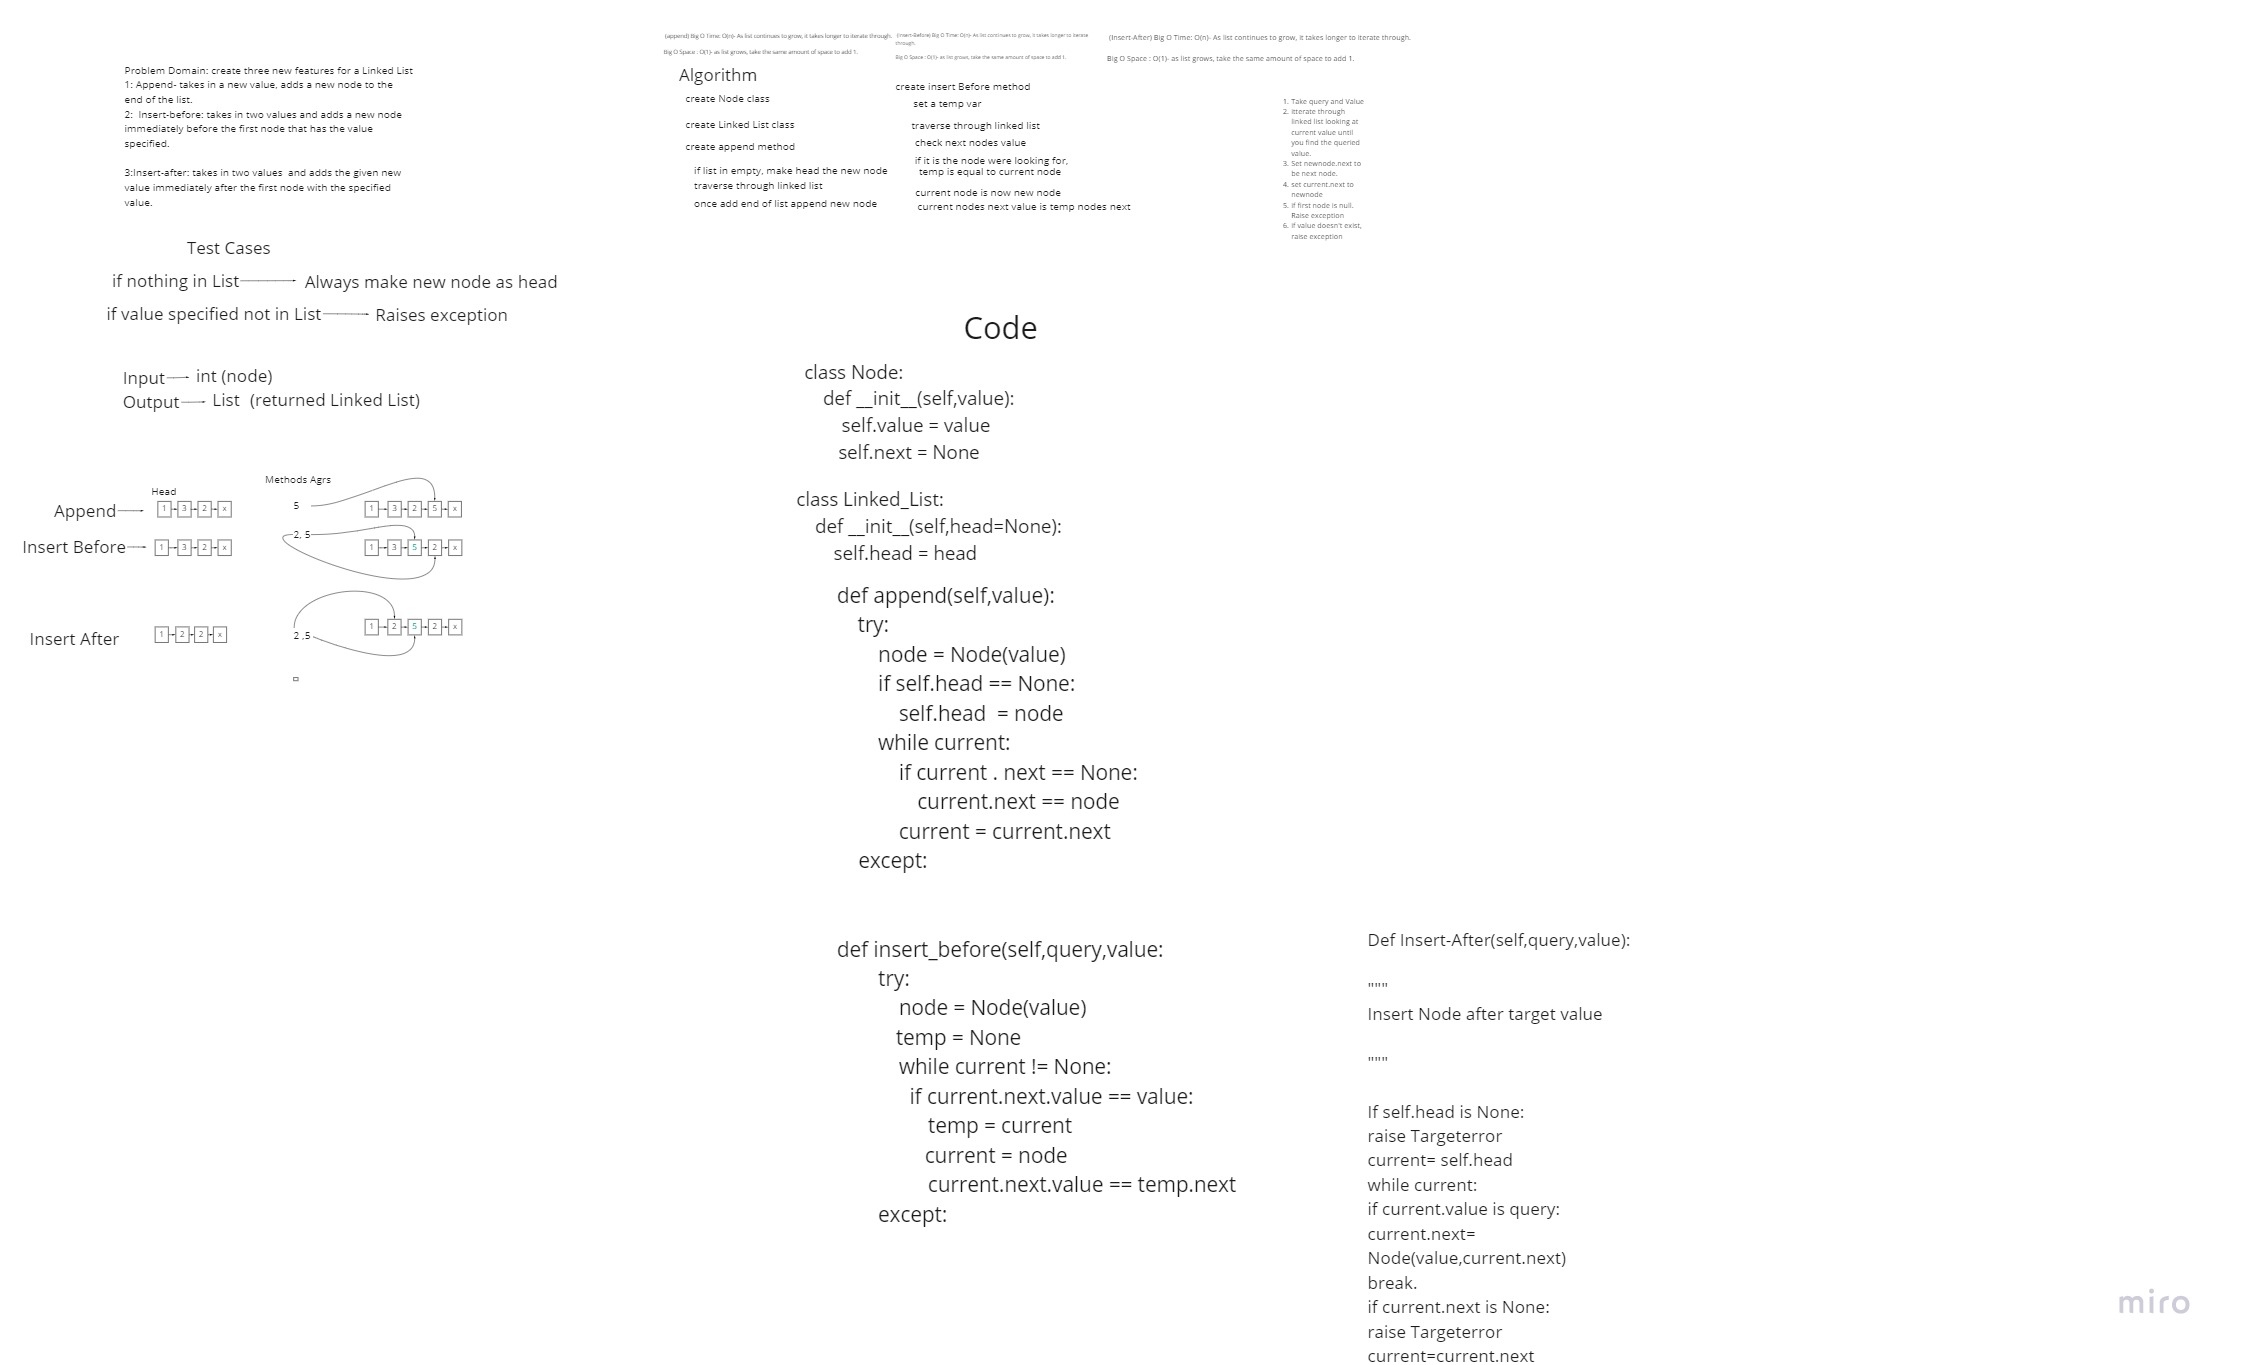 Problem Domain: create three new features for a Linked List
1: Append- takes in a new value, adds a new node to the
end of the list.
2:  Insert-before: takes in two values and adds a new node
immediately before the first node that has the value
specified.
3:Insert-after: takes in two values  and adds the given new
value immediately after the first node with the specified
value.
Test Cases
if nothing in List
Always make new node as head
if value specified not in List
Raises exception
Input
int (node)
Output
List  (returned Linked List)
Head
Methods Agrs
Append
1 3 2 x
5
1 3 2 5 x
Insert Before
1 3 2 x
2, 5
1 3 5 2 x
Insert After
1 2 2 x
2 ,5
1 2 5 2 x
(append) Big O Time: O(n)- As list continues to grow, it takes longer to iterate through.
Big O Space : O(1)- as list grows, take the same amount of space to add 1.
Algorithm
create Node class
create Linked List class
create append method
if list in empty, make head the new node
traverse through linked list
once add end of list append new node
(Insert-Before) Big O Time: O(n)- As list continues to grow, it takes longer to iterate
through.
Big O Space : O(1)- as list grows, take the same amount of space to add 1.
create insert Before method
set a temp var
traverse through linked list
check next nodes value
if it is the node were looking for,
temp is equal to current node
current node is now new node
current nodes next value is temp nodes next
(Insert-After) Big O Time: O(n)- As list continues to grow, it takes longer to iterate through.
Big O Space : O(1)- as list grows, take the same amount of space to add 1.
1. Take query and Value
2. Itterate through
linked list looking at
current value until
you find the queried
value.
3. Set newnode.next to
be next node.
4. set current.next to
newnode
5. If first node is null.
Raise exception
6. If value doesn't exist,
raise exception
Code
class Node:
def __init__(self,value):
self.value = value
self.next = None
class Linked_List:
def __init__(self,head=None):
self.head = head
def append(self,value):
try:
node = Node(value)
if self.head == None:
self.head  = node
while current:
if current . next == None:
current.next == node
current = current.next
except:
def insert_before(self,query,value:
try:
node = Node(value)
temp = None
while current != None:
if current.next.value == value:
temp = current
current = node
current.next.value == temp.next
except:
Def Insert-After(self,query,value):
"""
Insert Node after target value
"""
If self.head is None:
raise Targeterror
current= self.head
while current:
if current.value is query:
current.next=
Node(value,current.next)
break.
if current.next is None:
raise Targeterror
current=current.next
miro